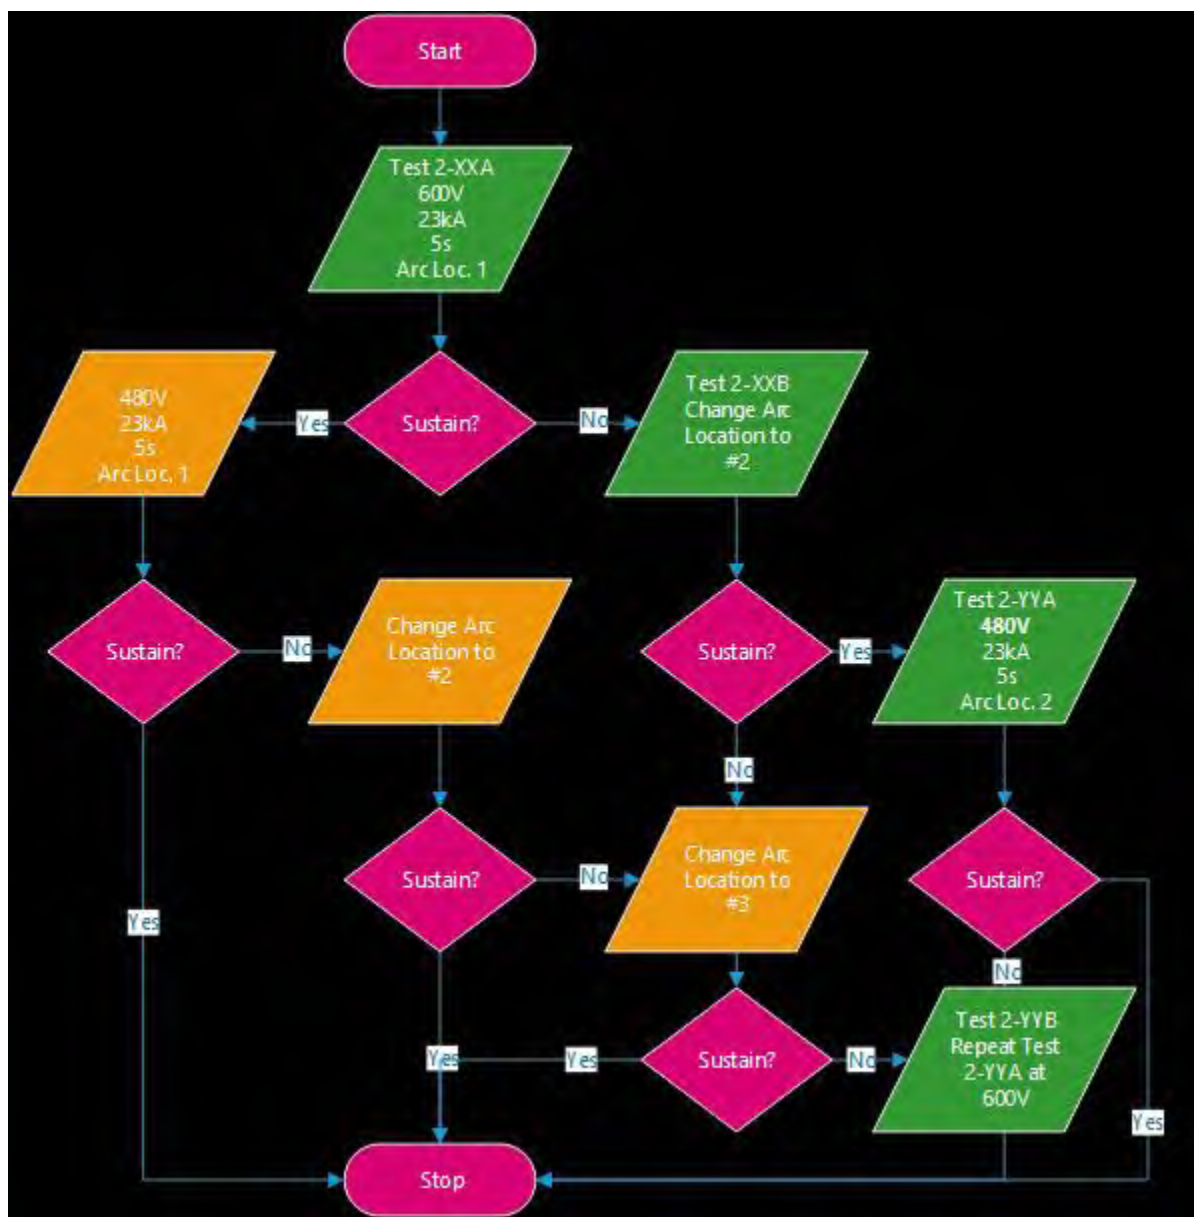 Start
Test 2-XXA
600V
23kA
5s
Arc Loc. 1
480V
23kA
5s
Arc Loc. 1
Yes
Sustain?
No
Test 2-XXB
Change Arc
Location to
#2
Sustain?
No
Change Arc
Location to
#2
Sustain?
Yes
Test 2-YYA
480V
23kA
5s
Arc Loc. 2
No
Sustain?
No
Change Arc
Location to
#3
Sustain?
Yes
No
Yes
Yes
Sustain?
No
Test 2-YYB
Repeat Test
2-YYA at
600V
Yes
Stop